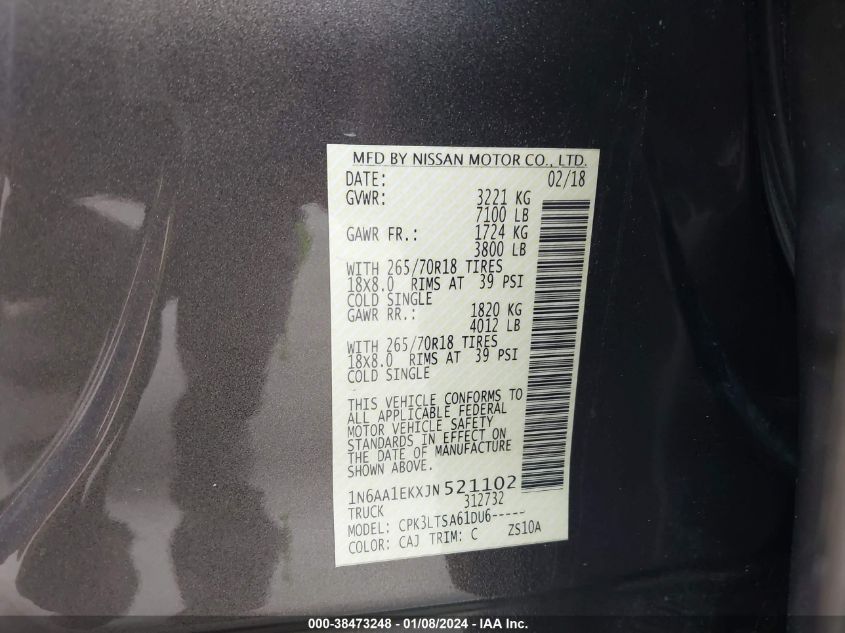 MFD BY NISSAN MOTOR CO., LTD.
DATE: 02/18
GVWR: 3221 KG
7100 LB
GAWR FR.: 1724 KG
3800 LB
WITH 265/70R18 TIRES
18X8.0 RIMS AT 39 PSI
COLD SINGLE
GAWR RR.: 1820 KG
4012 LB
WITH 265/70R18 TIRES
18X8.0 RIMS AT 39 PSI
COLD SINGLE
THIS VEHICLE CONFORMS TO
ALL APPLICABLE FEDERAL
MOTOR VEHICLE SAFETY
STANDARDS IN EFFECT ON
THE DATE OF MANUFACTURE
SHOWN ABOVE.
1N6AA1EKXJN521102
TRUCK 312732
MODEL: CPK3LTSA61DU6-----
COLOR: CAJ TRIM: C ZS10A
000-38473248 - 01/08/2024 - IAA Inc.